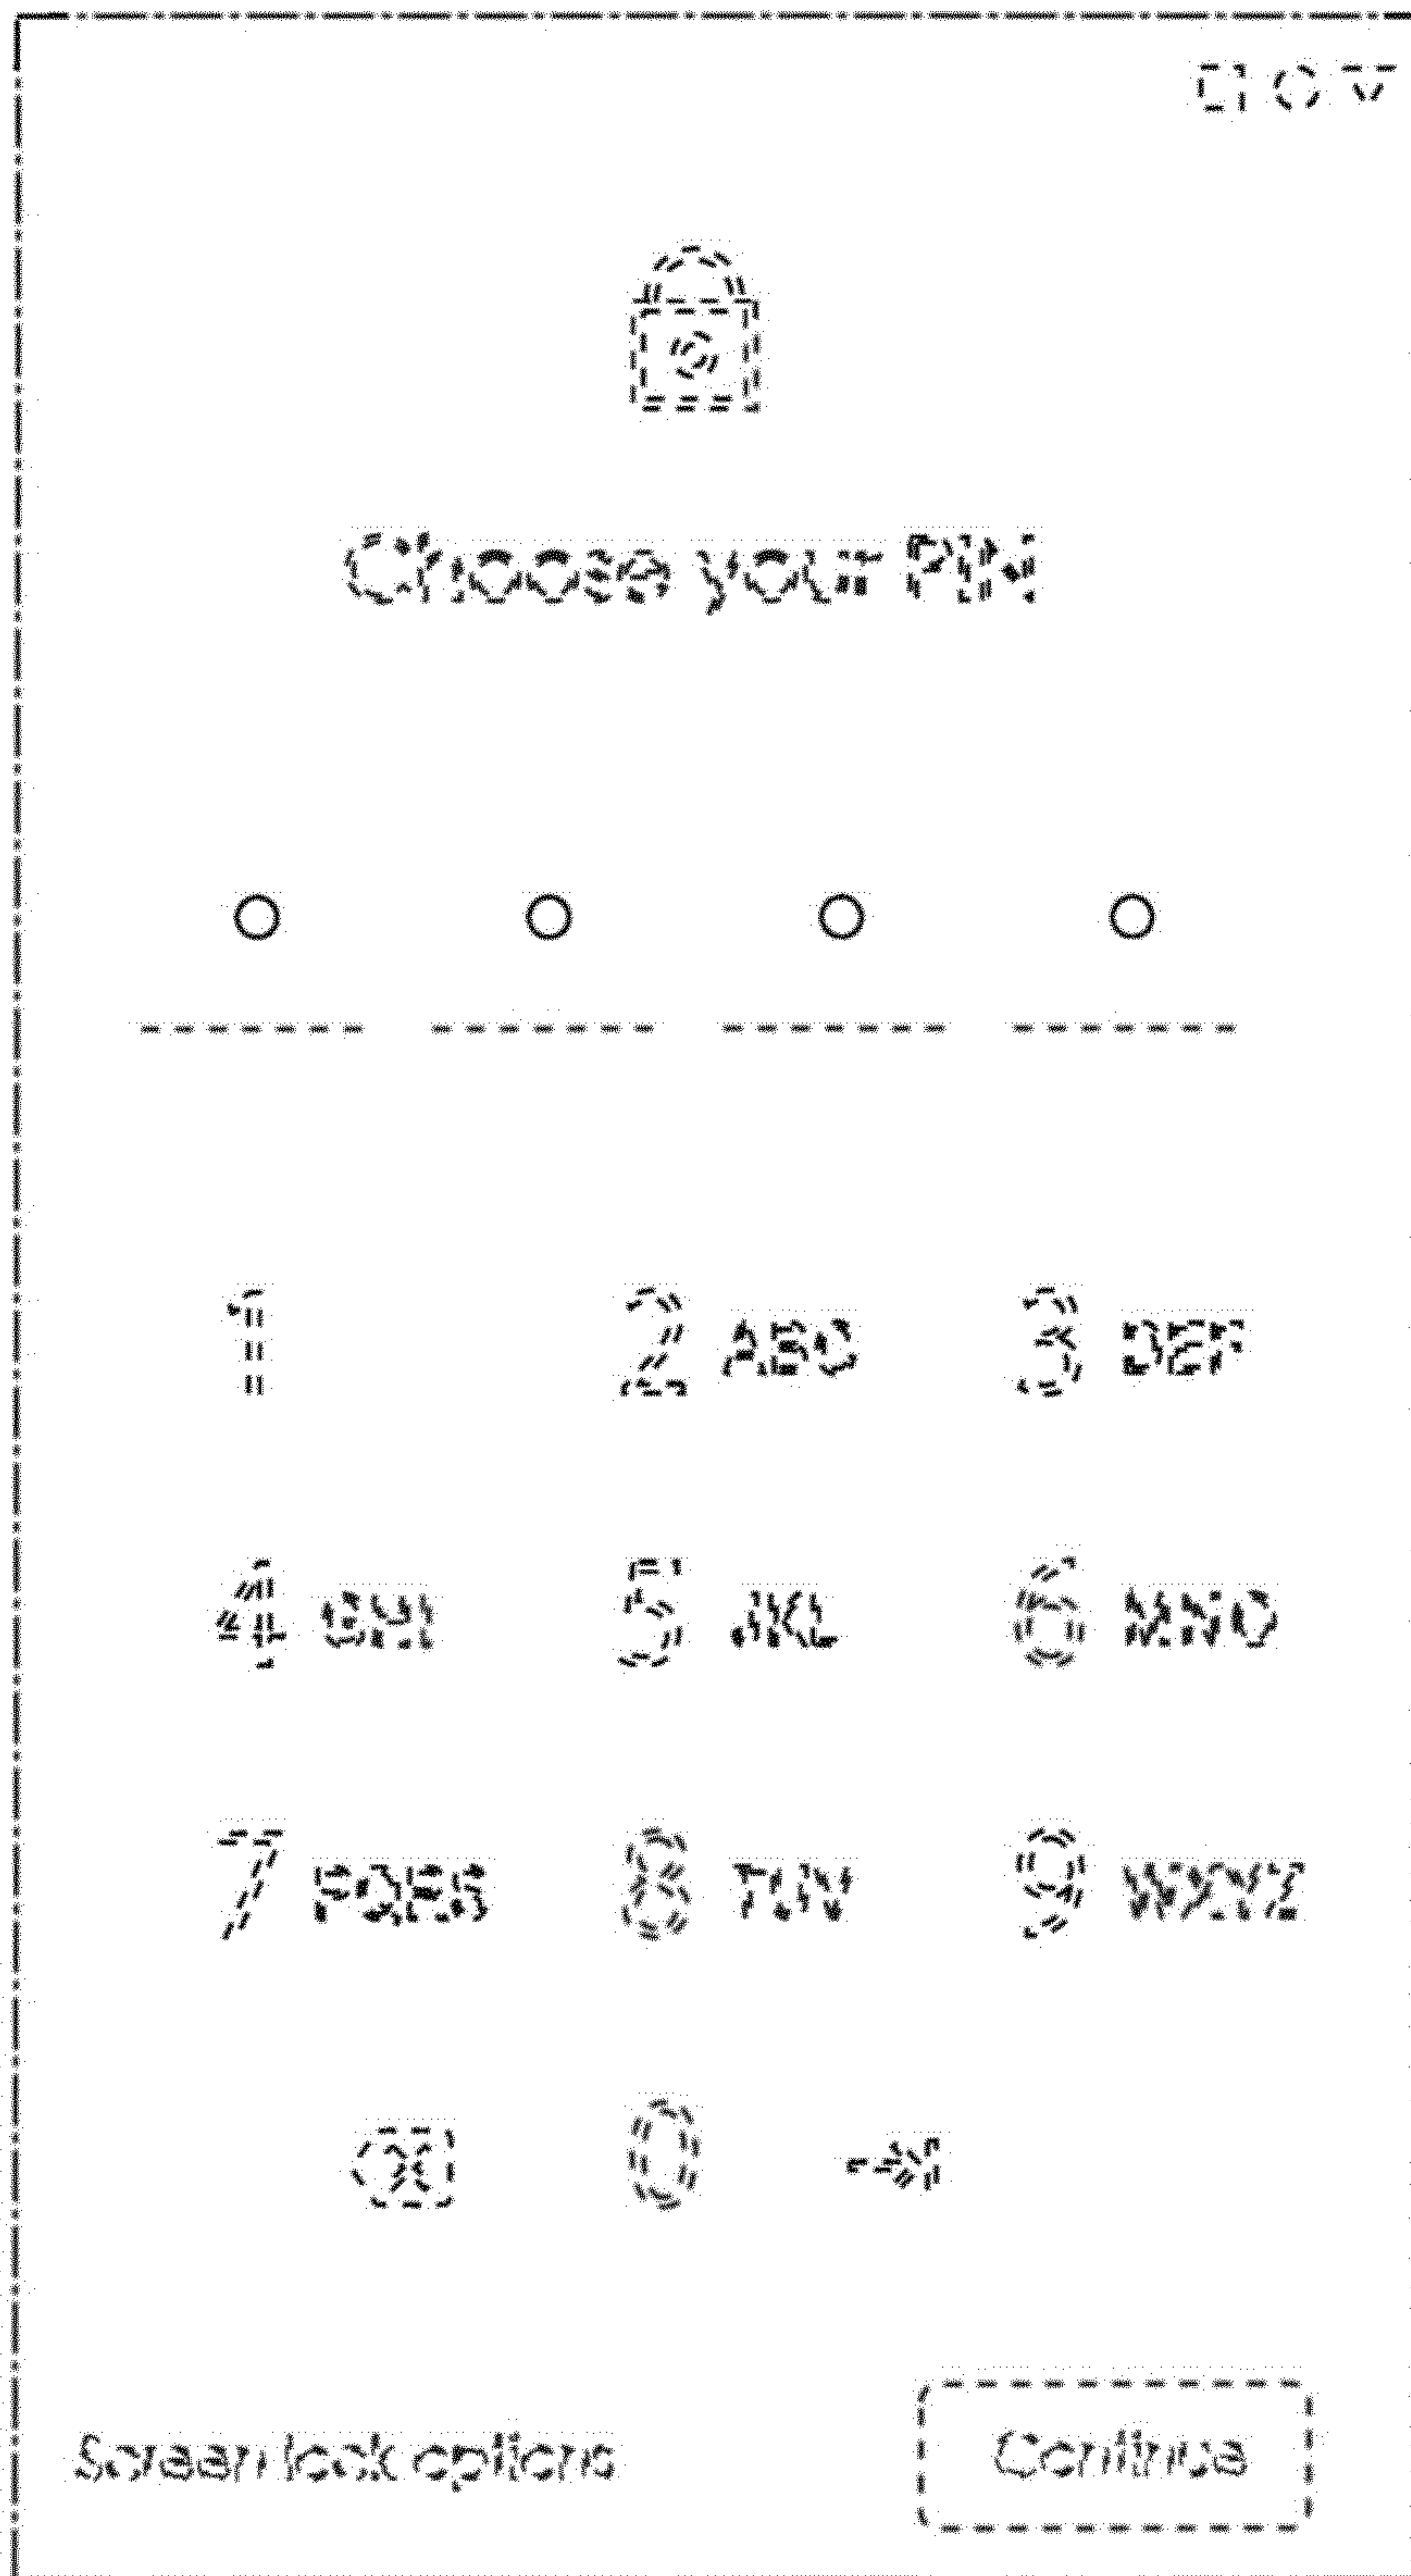 Choose your PIN
1 2 ABC 3 DEF
4 GHI 5 JKL 6 MNO
7 PQRS 8 TUV 9 WXYZ
0
Screen lock options Continue